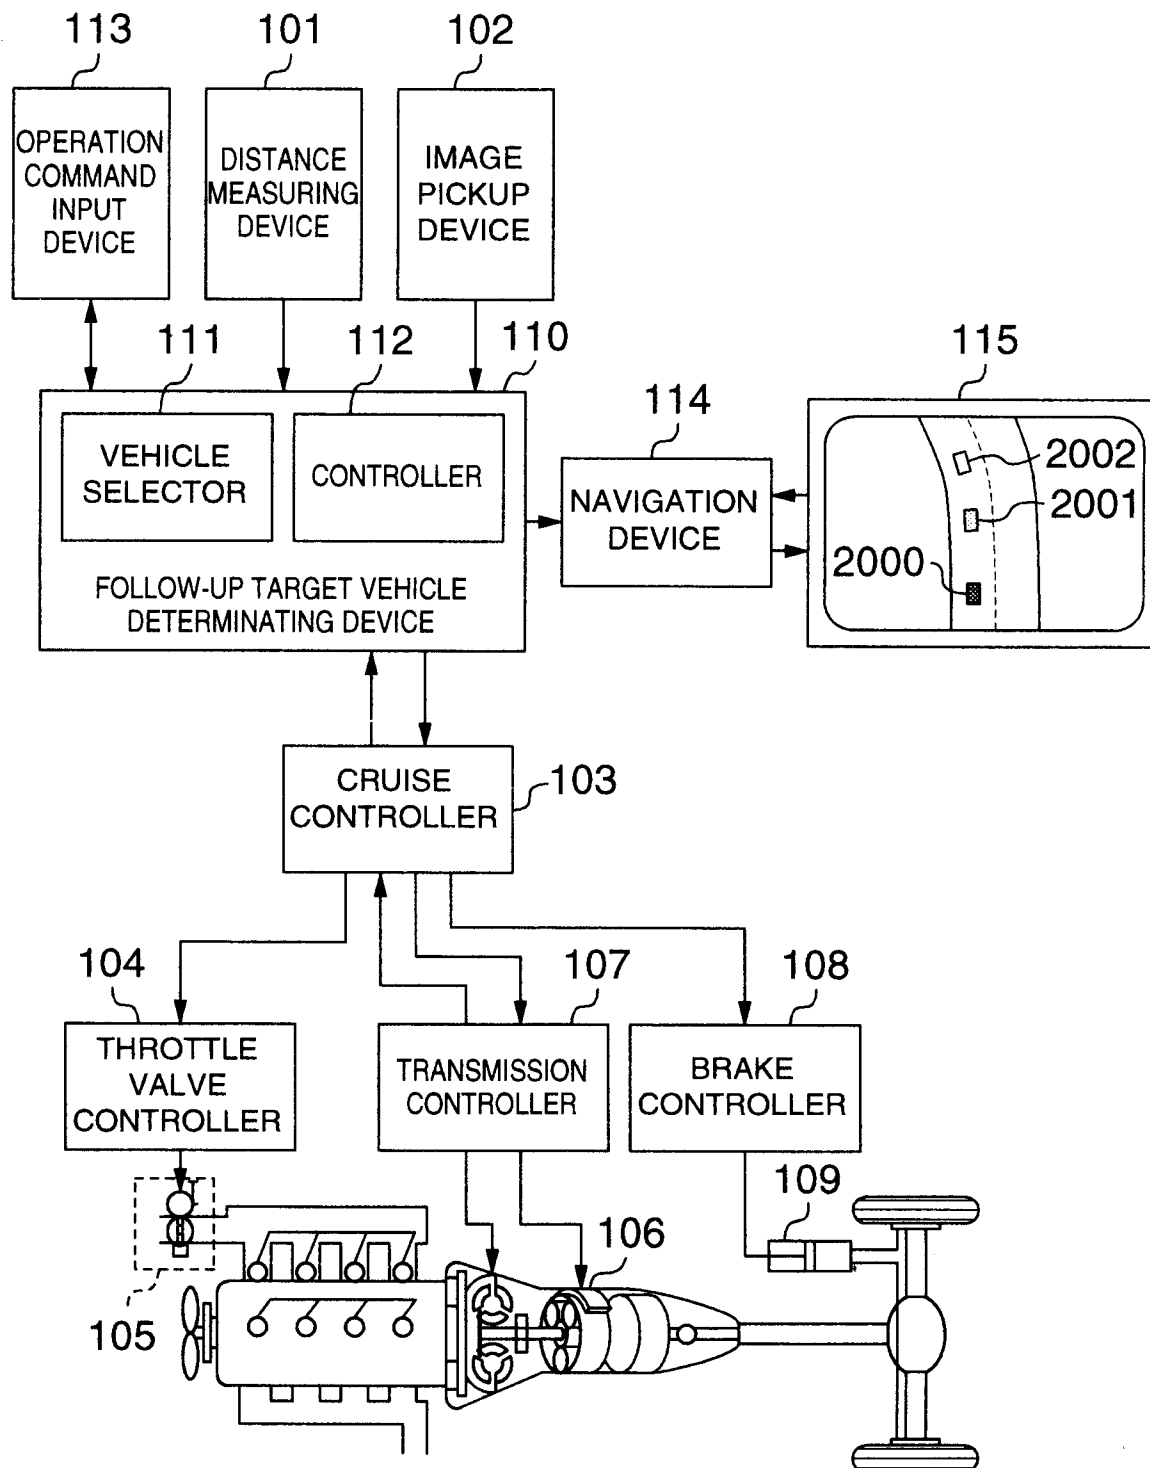 113
101
102
OPERATION
COMMAND
INPUT
DEVICE
DISTANCE
MEASURING
DEVICE
IMAGE
PICKUP
DEVICE
111
112
110
114
115
VEHICLE
SELECTOR
CONTROLLER
FOLLOW-UP TARGET VEHICLE
DETERMINATING DEVICE
NAVIGATION
DEVICE
2002
2001
2000
CRUISE
CONTROLLER
103
104
107
108
THROTTLE
VALVE
CONTROLLER
TRANSMISSION
CONTROLLER
BRAKE
CONTROLLER
109
106
105